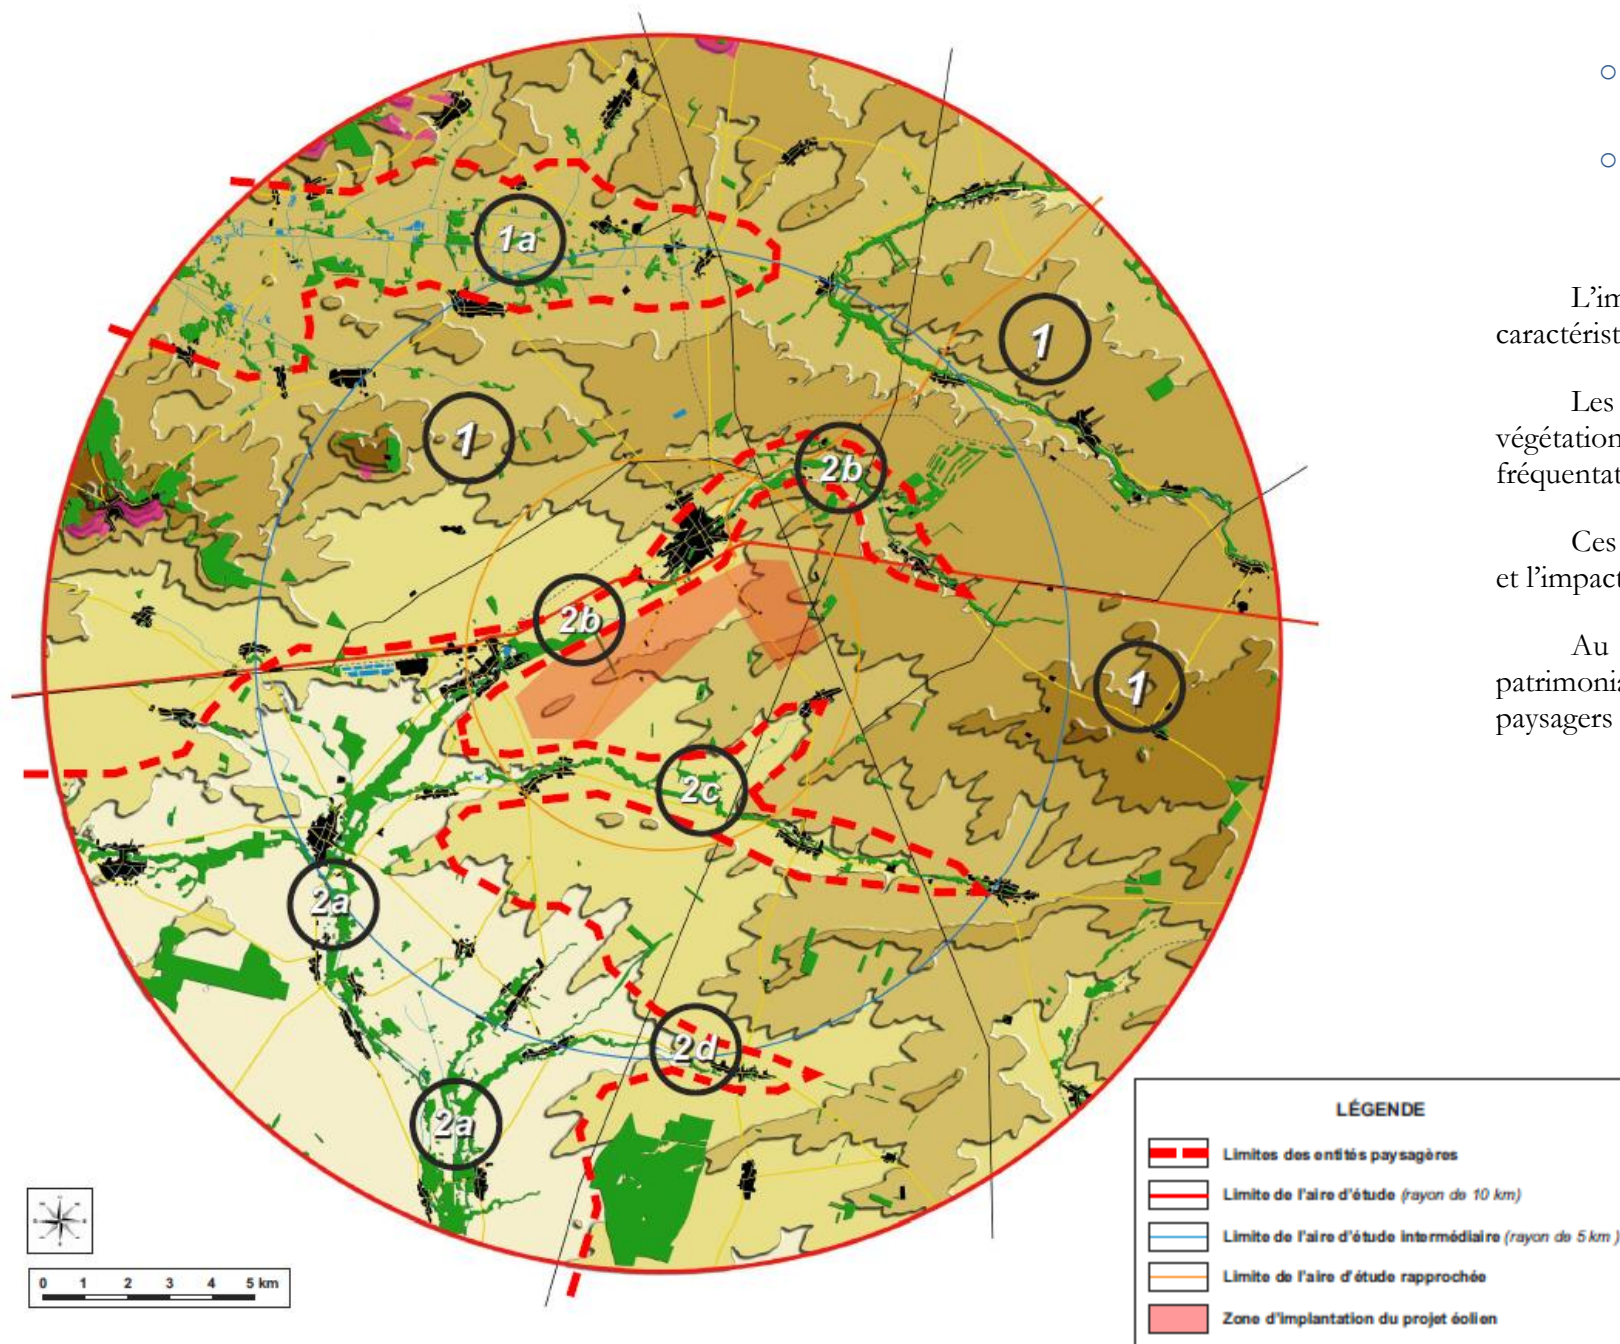 1a
1
1
2b
2b
1
2c
2a
2d
2a
L'im
caractérist
Les
végétation
fréquentat
Ces
et l'impact
Au
patrimonia
paysagers
0 1 2 3 4 5 km
LÉGENDE
Limites des entités paysagères
Limite de l'aire d'étude (rayon de 10 km)
Limite de l'aire d'étude intermédiaire (rayon de 5 km )
Limite de l'aire d'étude rapprochée
Zone d'implantation du projet éolien